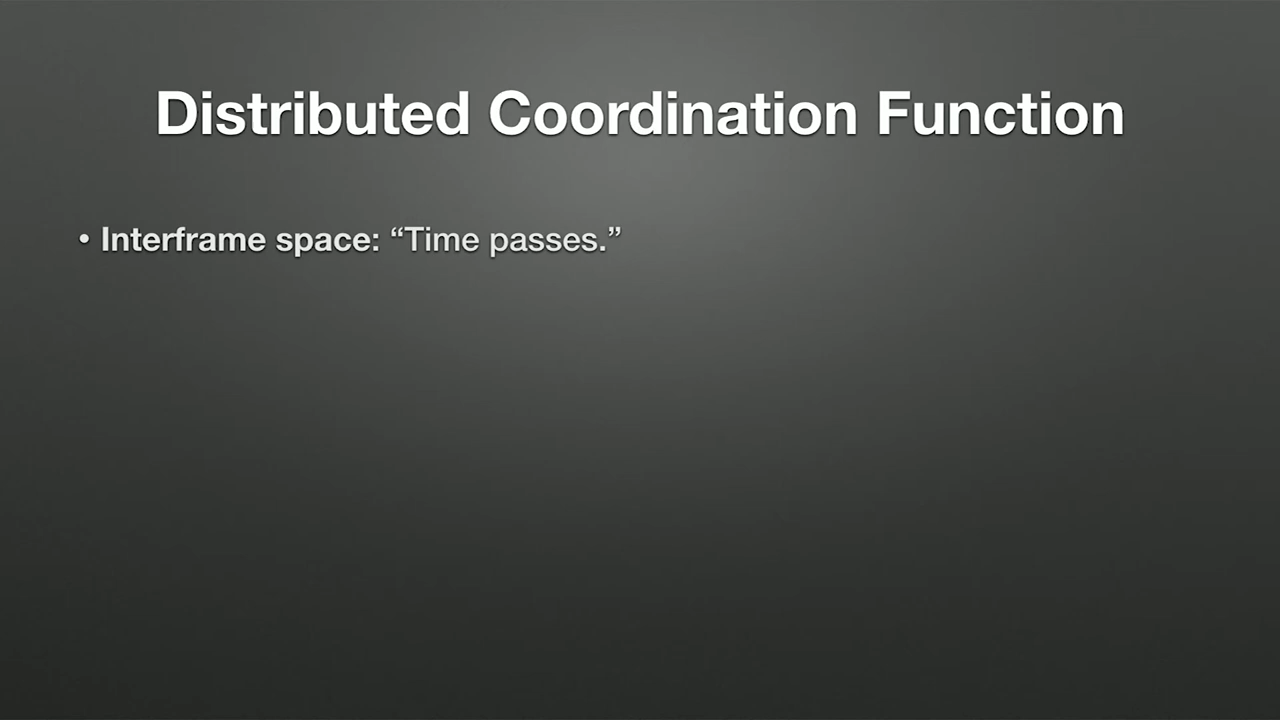 Distributed Coordination Function
• Interframe space: “Time passes.”